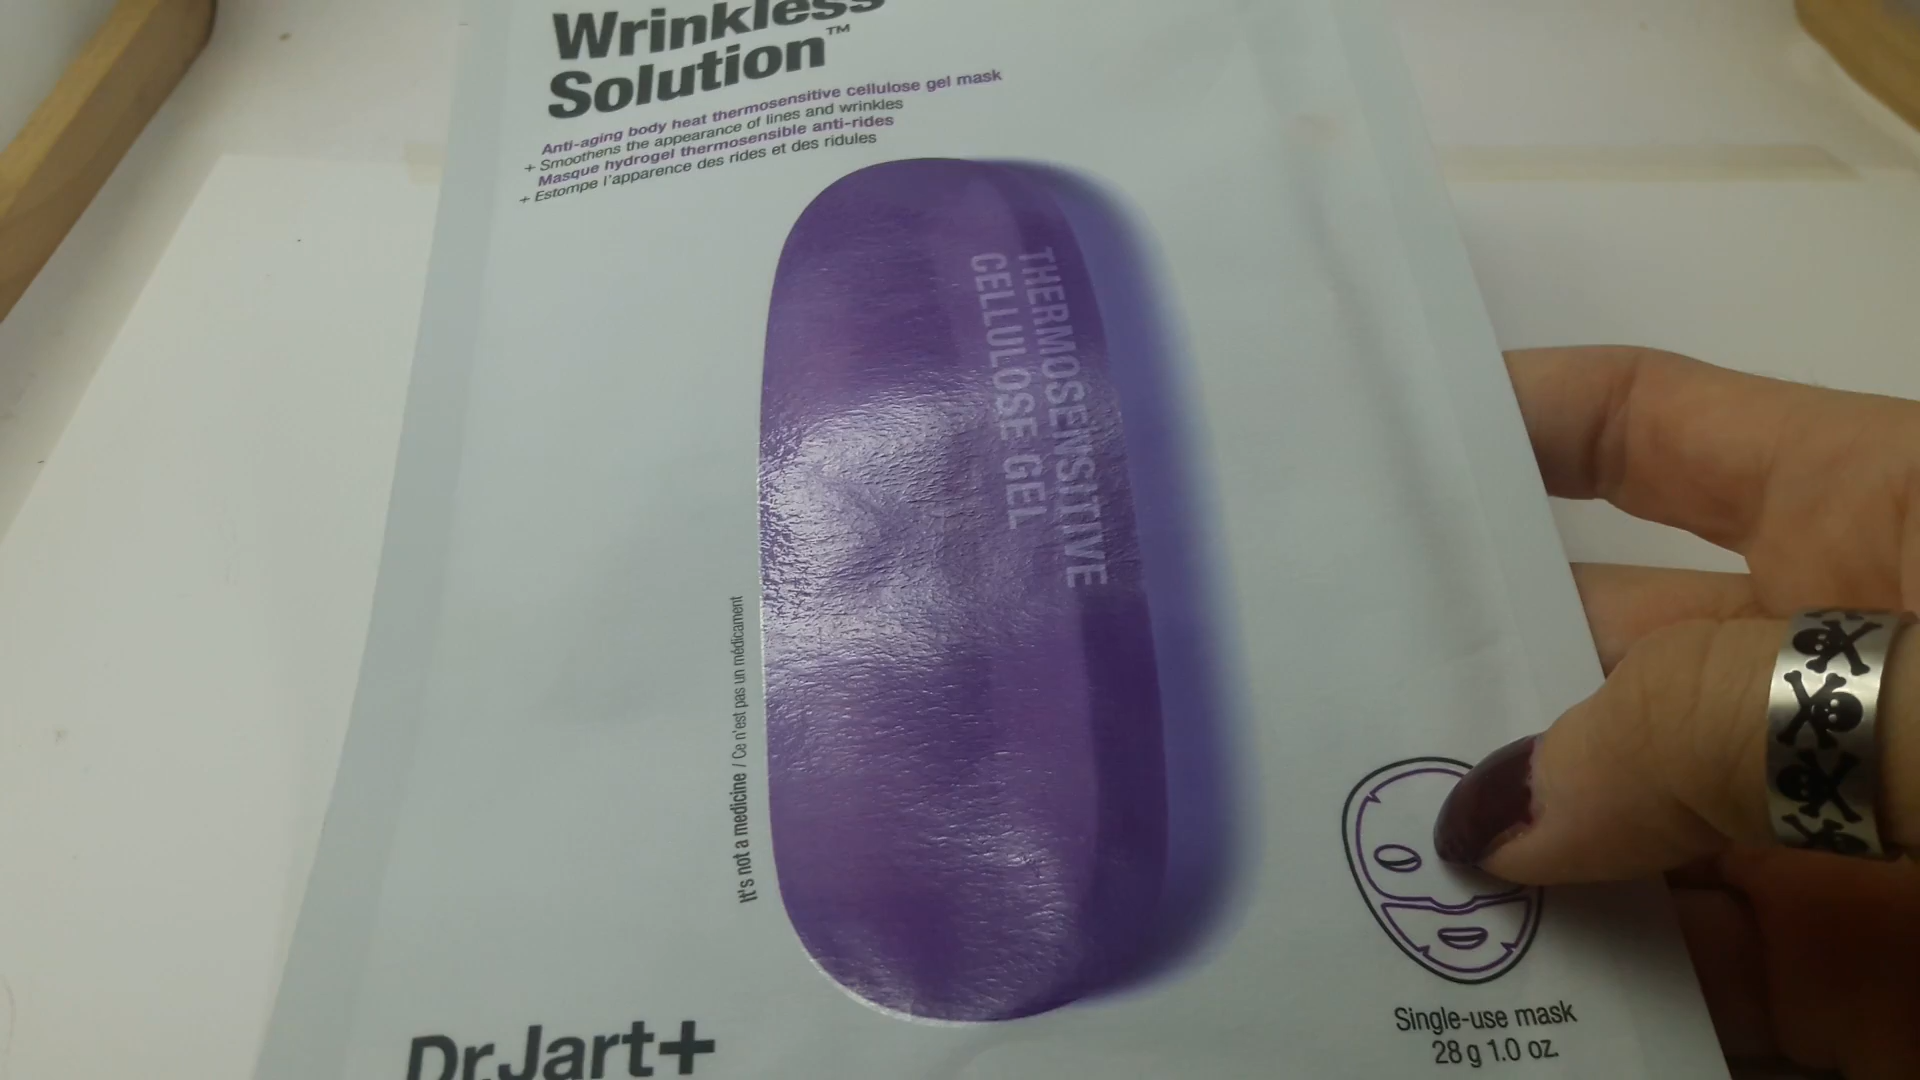 Wrinkless
Solution™
Anti-aging body heat thermosensitive cellulose gel mask
+ Smoothens the appearance of lines and wrinkles
Masque hydrogel thermosensible anti-rides
+ Estompe l'apparence des rides et des ridules
THERMOSENSITIVE
CELLULOSE GEL
It's not a medicine / Ce n'est pas un médicament
Dr.Jart+
Single-use mask
28 g 1.0 oz.